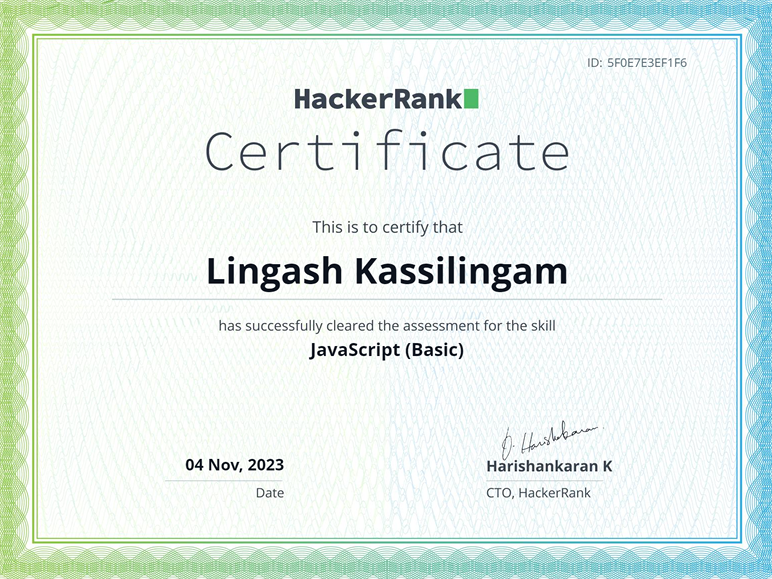 ID: 5F0E7E3EF1F6
HackerRank
Certificate
This is to certify that
Lingash Kassilingam
has successfully cleared the assessment for the skill
JavaScript (Basic)
04 Nov, 2023
Date
Harishankaran K
CTO, HackerRank